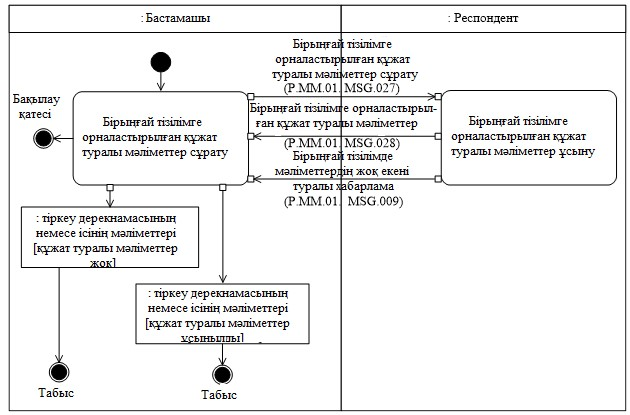 : Бастамашы
: Респондент
Бірыңғай тізілімге
орналастырылған құжат
туралы мәліметтер сұрату
(P.MM.01. MSG.027)
Бақылау
қатесі
Бірыңғай тізілімге
орналастырылған құжат
туралы мәліметтер сұрату
Бірыңғай тізілімге орналастырыл-
ған құжат туралы мәліметтер
(P.MM.01. MSG.028)
Бірыңғай тізілімде
мәліметтердің жоқ екені
туралы хабарлама
(P.MM.01. MSG.009)
Бірыңғай тізілімге
орналастырылған құжат
туралы мәліметтер ұсыну
: тіркеу дерекнамасының
немесе ісінің мәліметтері
[құжат туралы мәліметтер
жоқ]
: тіркеу дерекнамасының
немесе ісінің мәліметтері
[құжат туралы мәліметтер
ұсынылды]
Табыс
Табыс